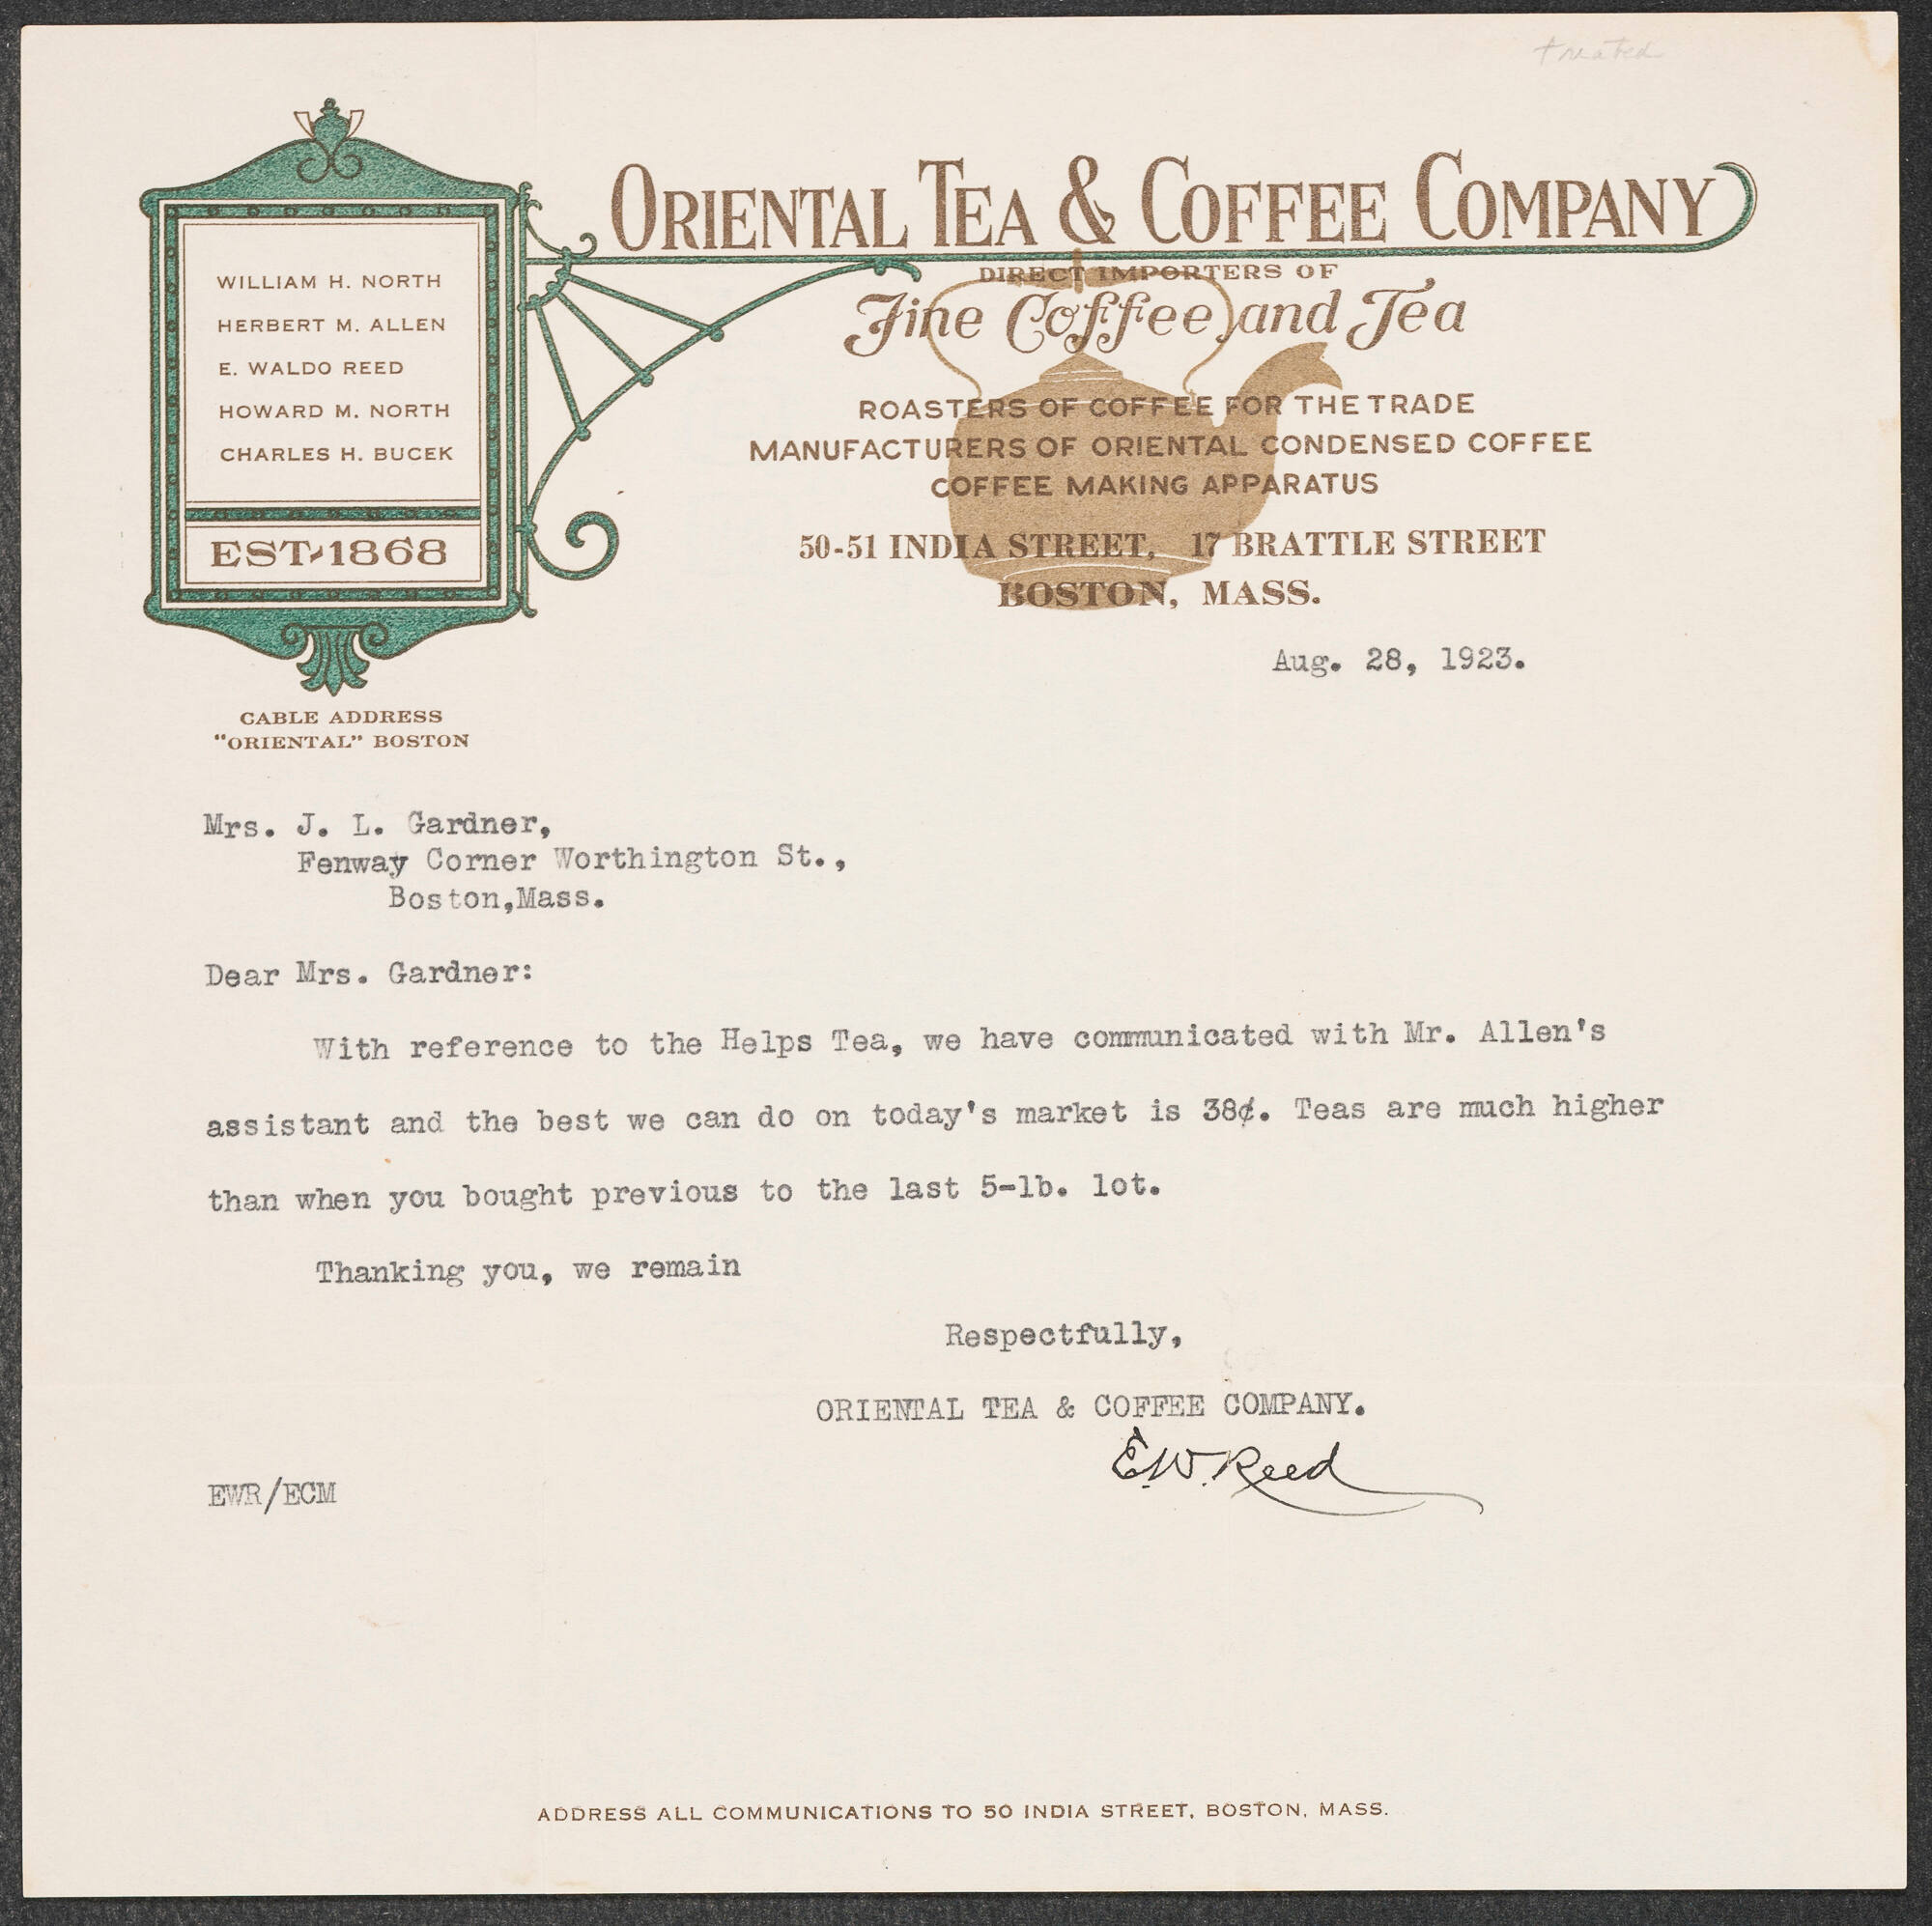 treated
ORIENTAL TEA & COFFEE COMPANY
DIRECT IMPORTERS OF
Fine Coffee and Tea
ROASTERS OF COFFEE FOR THE TRADE
MANUFACTURERS OF ORIENTAL CONDENSED COFFEE
COFFEE MAKING APPARATUS
50-51 INDIA STREET, 17 BRATTLE STREET
BOSTON, MASS.
WILLIAM H. NORTH
HERBERT M. ALLEN
E. WALDO REED
HOWARD M. NORTH
CHARLES H. BUCEK
EST-1868
CABLE ADDRESS
"ORIENTAL" BOSTON
Aug. 28, 1923.
Mrs. J. L. Gardner,
Fenway Corner Worthington St.,
Boston,Mass.
Dear Mrs. Gardner:
With reference to the Helps Tea, we have communicated with Mr. Allen's
assistant and the best we can do on today's market is 38¢. Teas are much higher
than when you bought previous to the last 5-lb. lot.
Thanking you, we remain
Respectfully,
ORIENTAL TEA & COFFEE COMPANY.
E.W. Reed
EWR/ECM
ADDRESS ALL COMMUNICATIONS TO 50 INDIA STREET, BOSTON, MASS.